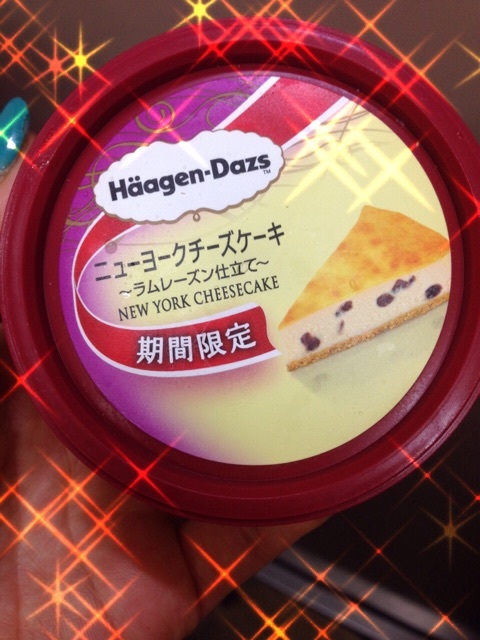 Häagen-Dazs™
ニューヨークチーズケーキ
～ラムレーズン仕立て～
NEW YORK CHEESECAKE
期間限定